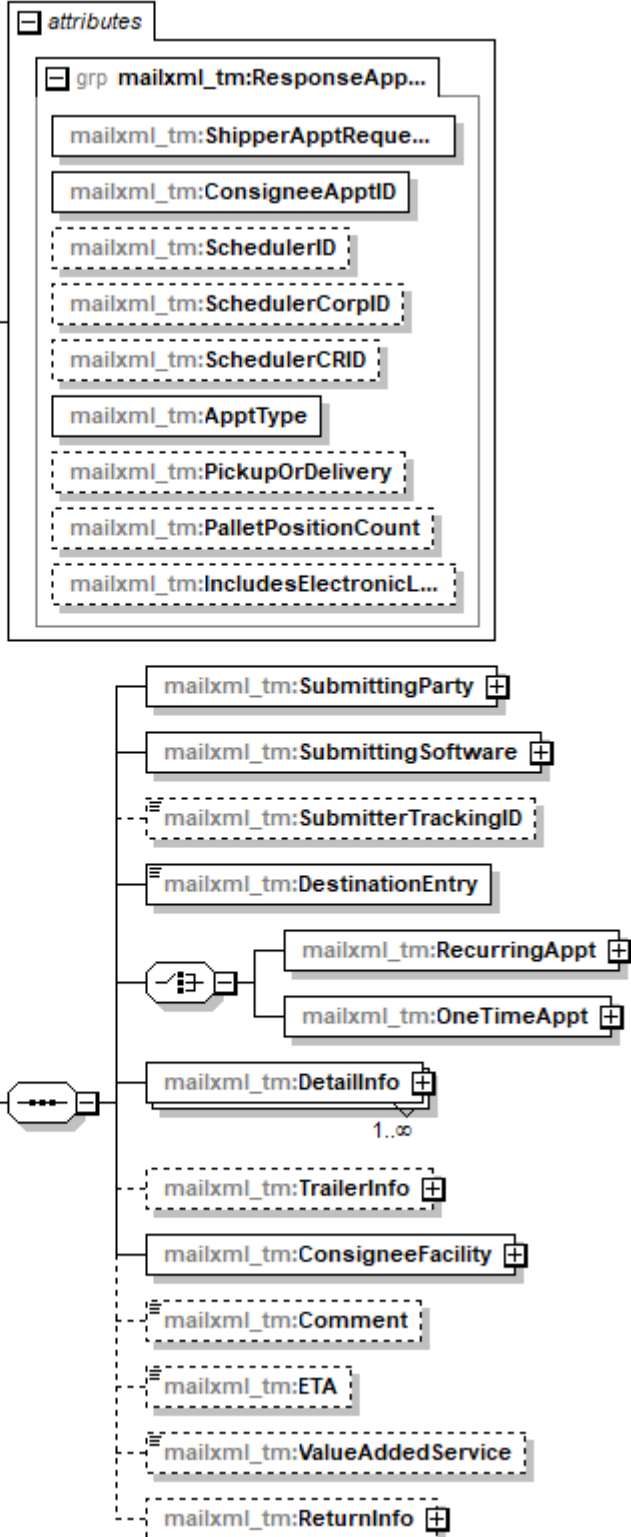 attributes
grp mailxml_tm:ResponseApp...
mailxml_tm:ShipperApptReque...
mailxml_tm:ConsigneeApptID
mailxml_tm:SchedulerID
mailxml_tm:SchedulerCorpID
mailxml_tm:SchedulerCRID
mailxml_tm:ApptType
mailxml_tm:PickupOrDelivery
mailxml_tm:PalletPositionCount
mailxml_tm:IncludesElectronicL...
mailxml_tm:SubmittingParty
mailxml_tm:SubmittingSoftware
mailxml_tm:SubmitterTrackingID
mailxml_tm:DestinationEntry
mailxml_tm:RecurringAppt
mailxml_tm:OneTimeAppt
mailxml_tm:DetailInfo
1..∞
mailxml_tm:TrailerInfo
mailxml_tm:ConsigneeFacility
mailxml_tm:Comment
mailxml_tm:ETA
mailxml_tm:ValueAddedService
mailxml_tm:ReturnInfo